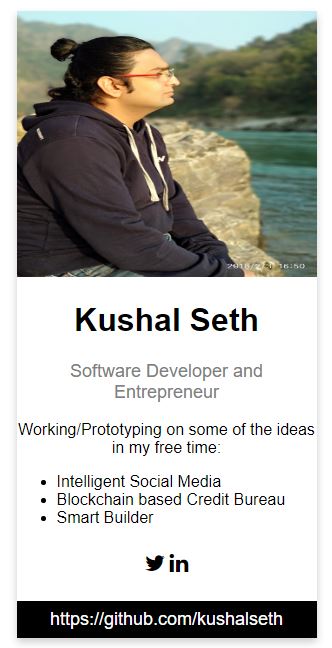 2016/2/8 16:50
Kushal Seth
Software Developer and
Entrepreneur
Working/Prototyping on some of the ideas
in my free time:
Intelligent Social Media
Blockchain based Credit Bureau
Smart Builder
https://github.com/kushalseth